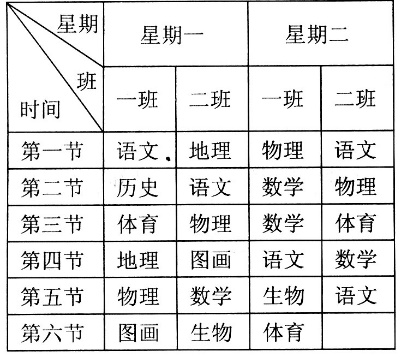 星期 星期一 星期二
班
时间 一班 二班 一班 二班
第一节 语文. 地理 物理 语文
第二节 历史 语文 数学 物理
第三节 体育 物理 数学 体育
第四节 地理 图画 语文 数学
第五节 物理 数学 生物 语文
第六节 图画 生物 体育